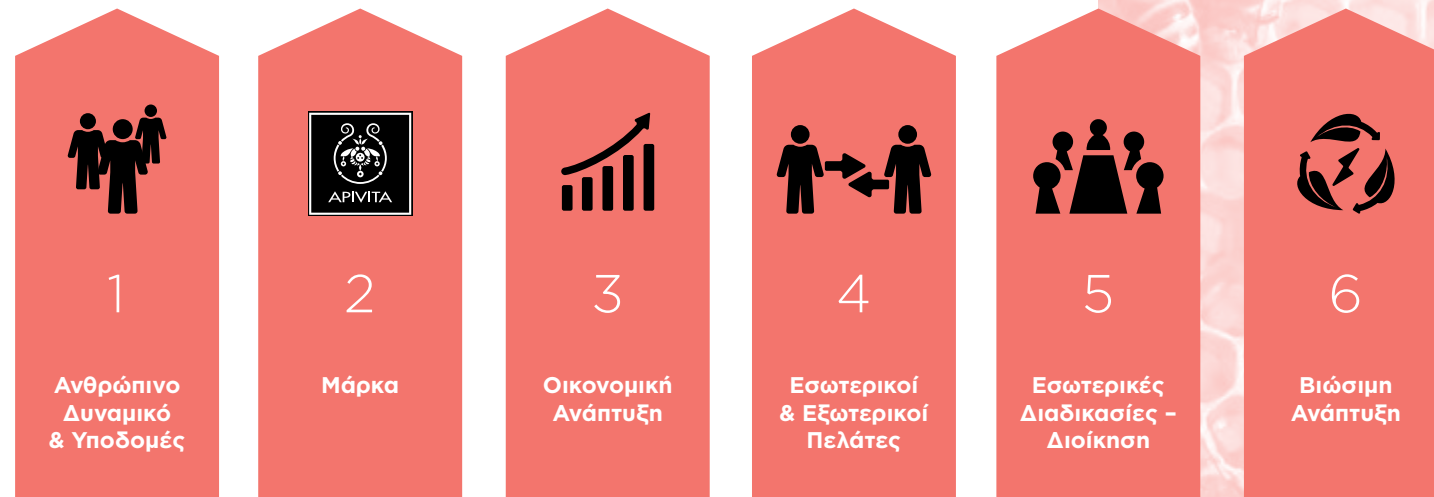 APIVITA
1
Ανθρώπινο
Δυναμικό
& Υποδομές
2
Μάρκα
3
Οικονομική
Ανάπτυξη
4
Εσωτερικοί
& Εξωτερικοί
Πελάτες
5
Εσωτερικές
Διαδικασίες –
Διοίκηση
6
Βιώσιμη
Ανάπτυξη